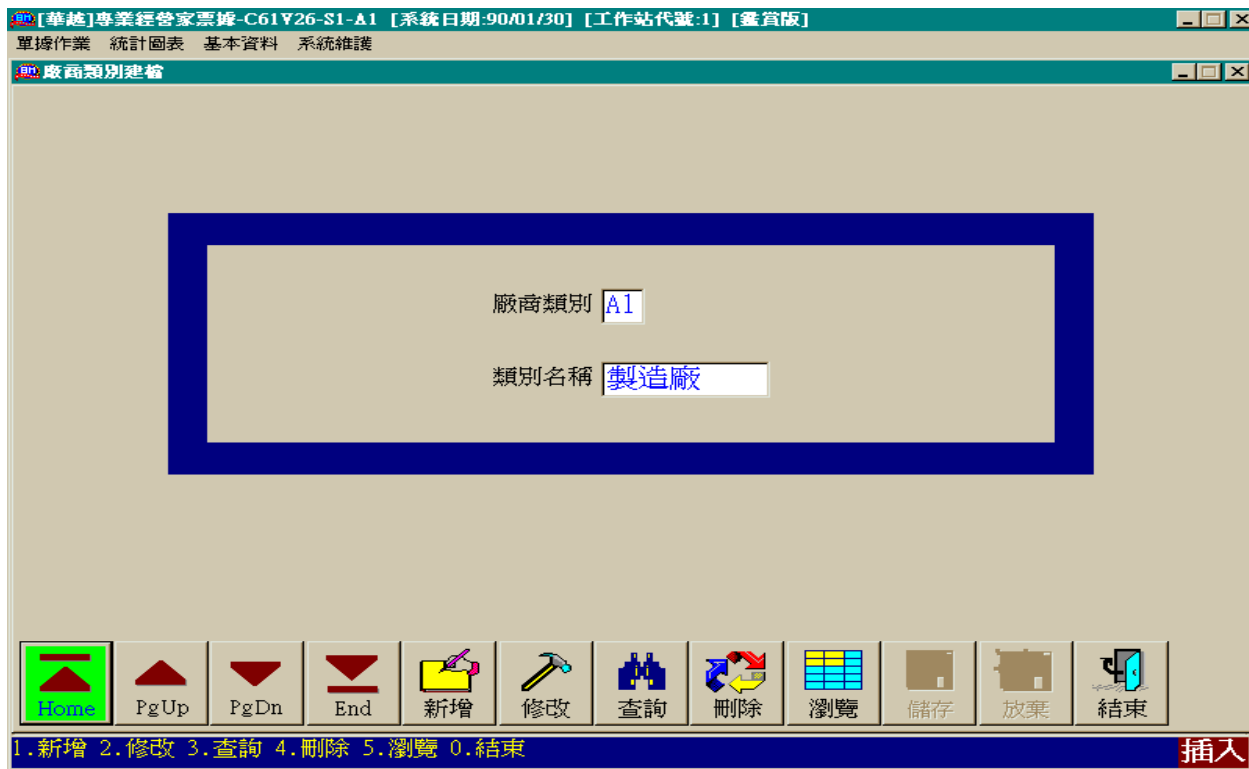 [華越]專業經營家票據-C61V26-S1-A1 [系統日期:90/01/30] [工作站代號:1] [鑑賞版]
單據作業 統計圖表 基本資料 系統維護
廠商類別建檔
廠商類別 A1
類別名稱 製造廠
Home PgUp PgDn End 新增 修改 查詢 刪除 瀏覽 儲存 放棄 結束
1.新增 2.修改 3.查詢 4.刪除 5.瀏覽 0.結束 插入